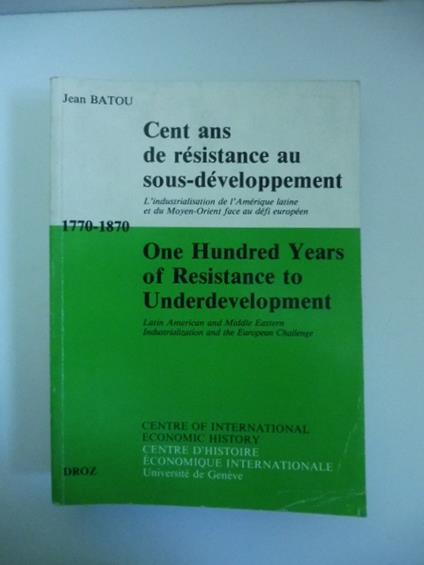 Jean BATOU
Cent ans
de résistance au
sous-développement
L'industrialisation de l'Amérique latine
et du Moyen-Orient face au défi européen
1770-1870
One Hundred Years
of Resistance to
Underdevelopment
Latin American and Middle Eastern
Industrialization and the European Challenge
CENTRE OF INTERNATIONAL
ECONOMIC HISTORY
CENTRE D'HISTOIRE
ÉCONOMIQUE INTERNATIONALE
DROZ
Université de Genève